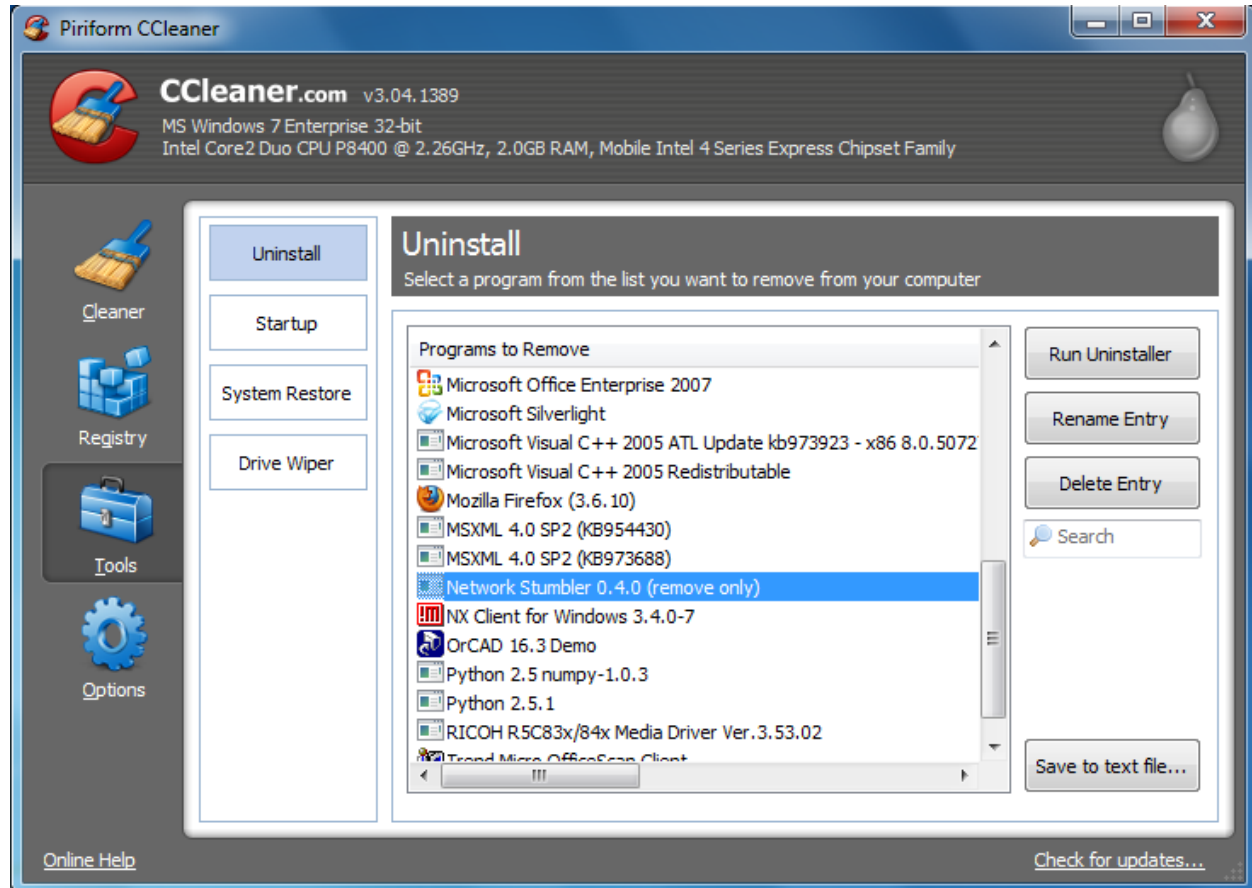 Piriform CCleaner
CCleaner.com v3.04.1389
MS Windows 7 Enterprise 32-bit
Intel Core2 Duo CPU P8400 @ 2.26GHz, 2.0GB RAM, Mobile Intel 4 Series Express Chipset Family
Cleaner
Registry
Tools
Options
Uninstall
Startup
System Restore
Drive Wiper
Uninstall
Select a program from the list you want to remove from your computer
Programs to Remove
Microsoft Office Enterprise 2007
Microsoft Silverlight
Microsoft Visual C++ 2005 ATL Update kb973923 - x86 8.0.5072
Microsoft Visual C++ 2005 Redistributable
Mozilla Firefox (3.6.10)
MSXML 4.0 SP2 (KB954430)
MSXML 4.0 SP2 (KB973688)
Network Stumbler 0.4.0 (remove only)
NX Client for Windows 3.4.0-7
OrCAD 16.3 Demo
Python 2.5 numpy-1.0.3
Python 2.5.1
RICOH R5C83x/84x Media Driver Ver.3.53.02
Trend Micro OfficeScan Client
Run Uninstaller
Rename Entry
Delete Entry
Search
Save to text file...
Online Help
Check for updates...